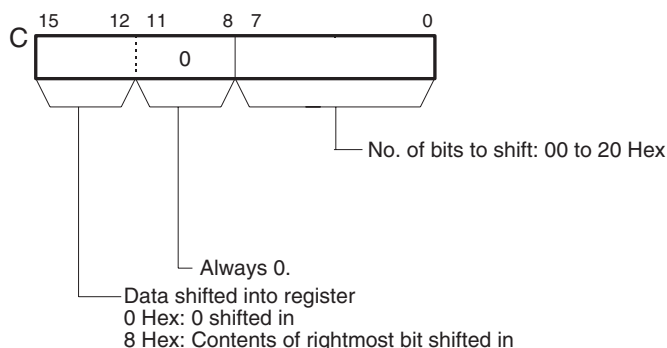 15 12 11 8 7 0
C
0
No. of bits to shift: 00 to 20 Hex
Always 0.
Data shifted into register
0 Hex: 0 shifted in
8 Hex: Contents of rightmost bit shifted in